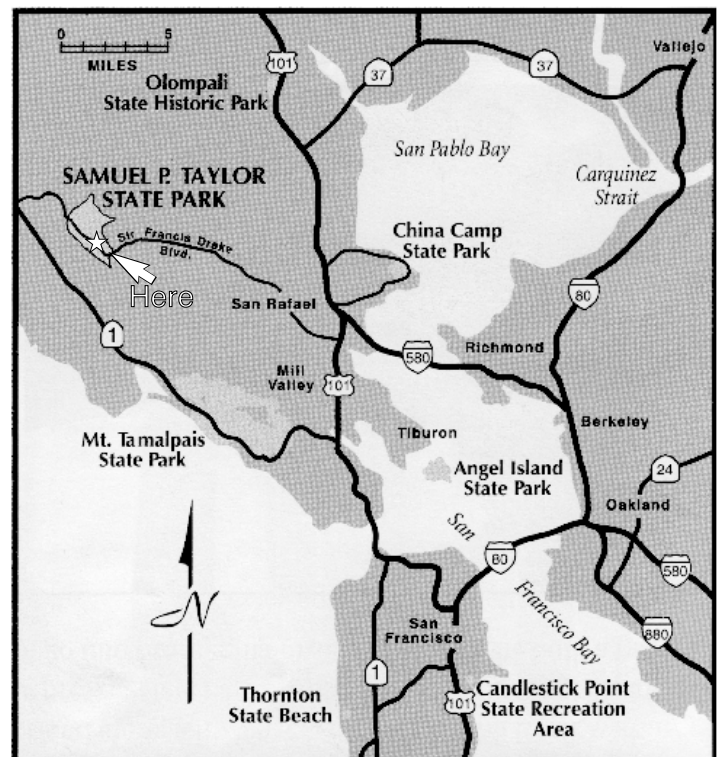 0 5
MILES
Olompali
State Historic Park
101
37
37
Vallejo
San Pablo Bay
Carquinez
Strait
SAMUEL P. TAYLOR
STATE PARK
Sir Francis Drake
Blvd.
Here
China Camp
State Park
San Rafael
80
1
580
Richmond
Mill
Valley
101
Mt. Tamalpais
State Park
Tiburon
Berkeley
Angel Island
State Park
24
Oakland
San
Francisco Bay
80
580
N
San
Francisco
880
1
Thornton
State Beach
101
Candlestick Point
State Recreation
Area